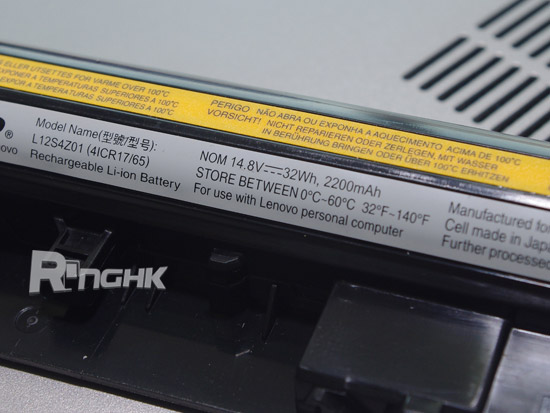 ELLER UTSETTES FOR VARME OVER 100°C
EXPONER A TEMPERATURAS SUPERIORES A 100°C
A TEMPERATURAS SUPERIORES A 100°C
PERIGO NÃO ABRA OU EXPONHA A AQUECIMENTO ACIMA DE 100°C
VORSICHT! NICHT REPARIEREN ODER ZERLEGEN, MIT WASSER
IN BERÜHRUNG BRINGEN ODER ÜBER 100°C ERHITZEN
®
Model Name(型號/型号):
L12S4Z01 (4ICR17/65)
Rechargeable Li-ion Battery
NOM 14.8V⎓32Wh, 2200mAh
STORE BETWEEN 0°C~60°C 32°F~140°F
For use with Lenovo personal computer
Manufactured fo
Cell made in Japa
Further processed
RINGHK